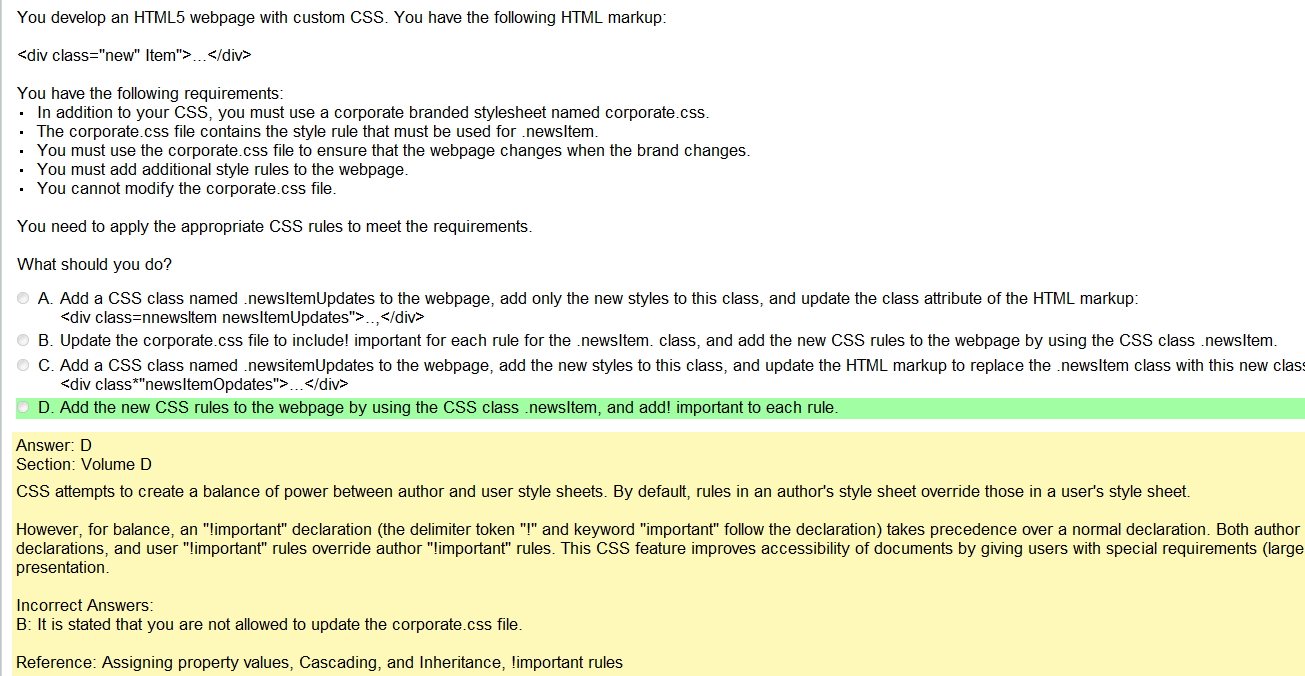 You develop an HTML5 webpage with custom CSS. You have the following HTML markup:
<div class="new" Item">...</div>
You have the following requirements:
· In addition to your CSS, you must use a corporate branded stylesheet named corporate.css.
· The corporate.css file contains the style rule that must be used for .newsItem.
· You must use the corporate.css file to ensure that the webpage changes when the brand changes.
· You must add additional style rules to the webpage.
· You cannot modify the corporate.css file.
You need to apply the appropriate CSS rules to meet the requirements.
What should you do?
A. Add a CSS class named .newsItemUpdates to the webpage, add only the new styles to this class, and update the class attribute of the HTML markup:
<div class=nnewsltem newsItemUpdates">..,</div>
B. Update the corporate.css file to include! important for each rule for the .newsItem. class, and add the new CSS rules to the webpage by using the CSS class .newsItem.
C. Add a CSS class named .newsitemUpdates to the webpage, add the new styles to this class, and update the HTML markup to replace the .newsItem class with this new clas
<div class*"newsItemOpdates">...</div>
D. Add the new CSS rules to the webpage by using the CSS class .newsItem, and add! important to each rule.
Answer: D
Section: Volume D
CSS attempts to create a balance of power between author and user style sheets. By default, rules in an author's style sheet override those in a user's style sheet.
However, for balance, an "!important" declaration (the delimiter token "!" and keyword "important" follow the declaration) takes precedence over a normal declaration. Both author
declarations, and user "!important" rules override author "!important" rules. This CSS feature improves accessibility of documents by giving users with special requirements (large
presentation.
Incorrect Answers:
B: It is stated that you are not allowed to update the corporate.css file.
Reference: Assigning property values, Cascading, and Inheritance, !important rules